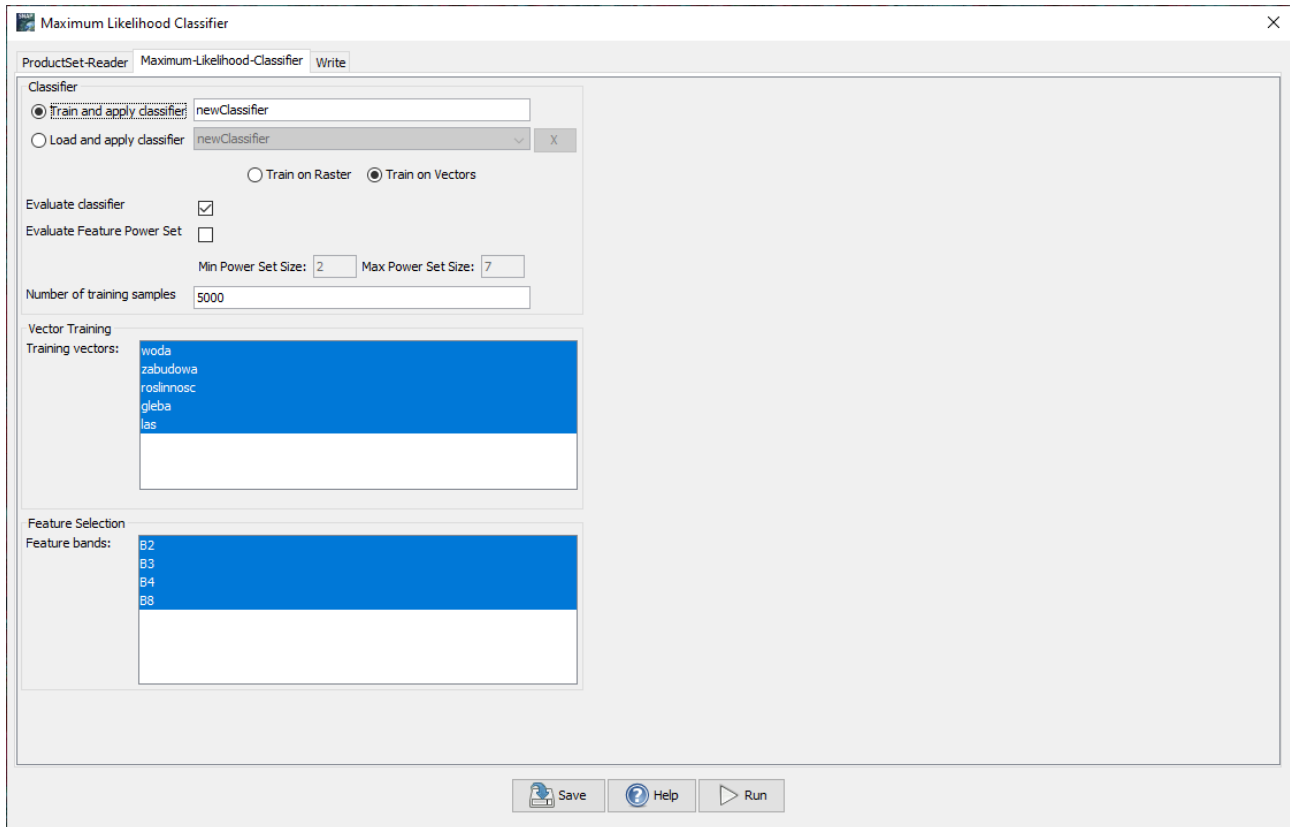 SNAP
Maximum Likelihood Classifier
ProductSet-Reader Maximum-Likelihood-Classifier Write
Classifier
Train and apply classifier newClassifier
Load and apply classifier newClassifier X
Train on Raster Train on Vectors
Evaluate classifier
Evaluate Feature Power Set
Min Power Set Size: 2 Max Power Set Size: 7
Number of training samples 5000
Vector Training
Training vectors: woda
zabudowa
roslinnosc
gleba
las
Feature Selection
Feature bands: B2
B3
B4
B8
Save Help Run